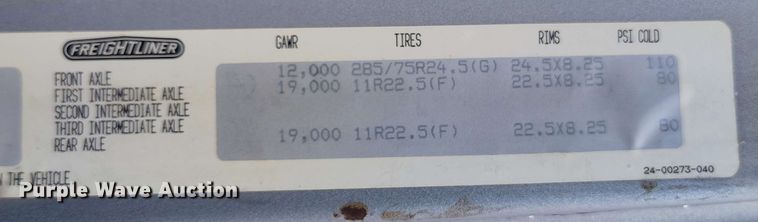 FREIGHTLINER GAWR TIRES RIMS PSI COLD
FRONT AXLE 12,000 285/75R24.5(G) 24.5X8.25 110
FIRST INTERMEDIATE AXLE 19,000 11R22.5(F) 22.5X8.25 80
SECOND INTERMEDIATE AXLE
THIRD INTERMEDIATE AXLE 19,000 11R22.5(F) 22.5X8.25 80
REAR AXLE
24-00273-040
THE VEHICLE.
Purple Wave Auction